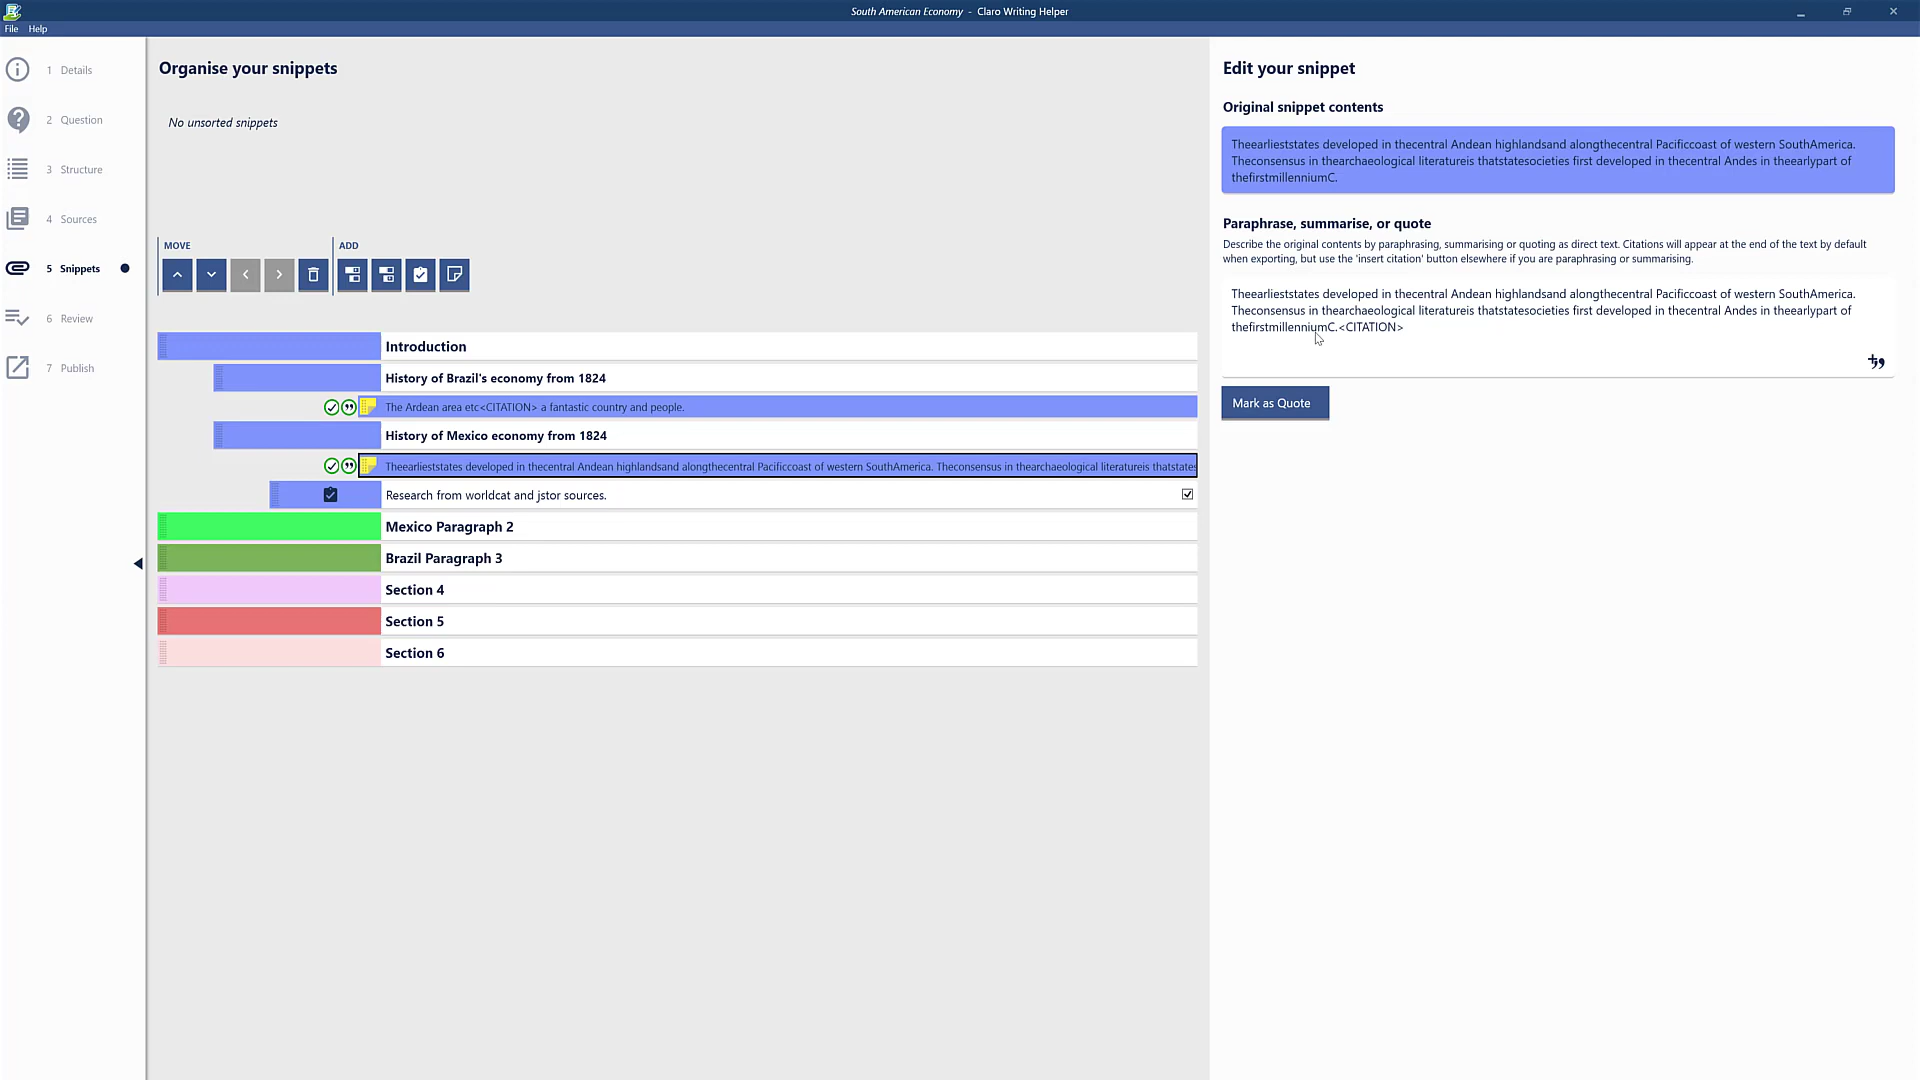 South American Economy - Claro Writing Helper
File Help
1 Details
2 Question
3 Structure
4 Sources
5 Snippets
6 Review
7 Publish
Organise your snippets
No unsorted snippets
MOVE
ADD
Introduction
History of Brazil's economy from 1824
The Ardean area etc<CITATION> a fantastic country and people.
History of Mexico economy from 1824
Theearlieststates developed in thecentral Andean highlandsand alongthecentral Pacificcoast of western SouthAmerica. Theconsensus in thearchaeological literatureis thatstates
Research from worldcat and jstor sources.
Mexico Paragraph 2
Brazil Paragraph 3
Section 4
Section 5
Section 6
Edit your snippet
Original snippet contents
Theearlieststates developed in thecentral Andean highlandsand alongthecentral Pacificcoast of western SouthAmerica.
Theconsensus in thearchaeological literatureis thatstatesocieties first developed in thecentral Andes in theearlypart of
thefirstmillenniumC.
Paraphrase, summarise, or quote
Describe the original contents by paraphrasing, summarising or quoting as direct text. Citations will appear at the end of the text by default
when exporting, but use the 'insert citation' button elsewhere if you are paraphrasing or summarising.
Theearlieststates developed in thecentral Andean highlandsand alongthecentral Pacificcoast of western SouthAmerica.
Theconsensus in thearchaeological literatureis thatstatesocieties first developed in thecentral Andes in theearlypart of
thefirstmillenniumC.<CITATION>
Mark as Quote